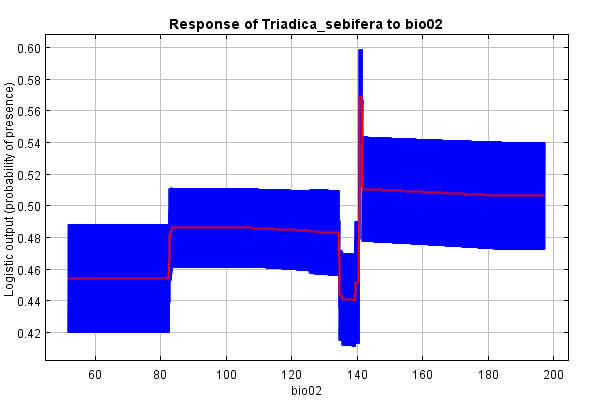 Response of Triadica_sebifera to bio02
Logistic output (probability of presence)
0.60
0.58
0.56
0.54
0.52
0.50
0.48
0.46
0.44
0.42
60 80 100 120 140 160 180 200
bio02